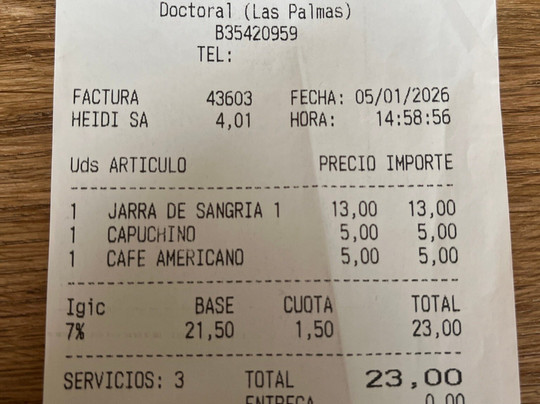 Doctoral (Las Palmas)
B35420959
TEL:
FACTURA 43603 FECHA: 05/01/2026
HEIDI SA 4,01 HORA: 14:58:56
Uds ARTICULO PRECIO IMPORTE
1 JARRA DE SANGRIA 1 13,00 13,00
1 CAPUCHINO 5,00 5,00
1 CAFE AMERICANO 5,00 5,00
Igic BASE CUOTA TOTAL
7% 21,50 1,50 23,00
SERVICIOS: 3 TOTAL 23,00
ENTREGA 0,00